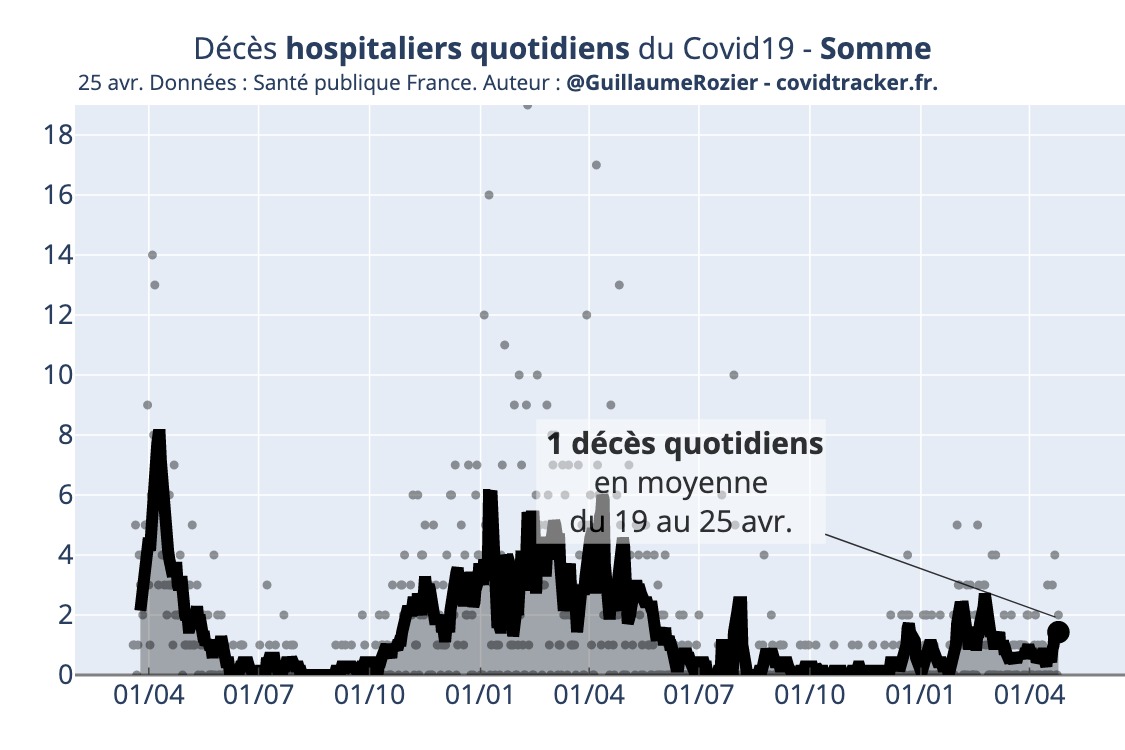 Décès hospitaliers quotidiens du Covid19 - Somme
25 avr. Données : Santé publique France. Auteur : @GuillaumeRozier - covidtracker.fr.
18
16
14
12
10
8
6
4
2
0
1 décès quotidiens
en moyenne
du 19 au 25 avr.
01/04 01/07 01/10 01/01 01/04 01/07 01/10 01/01 01/04